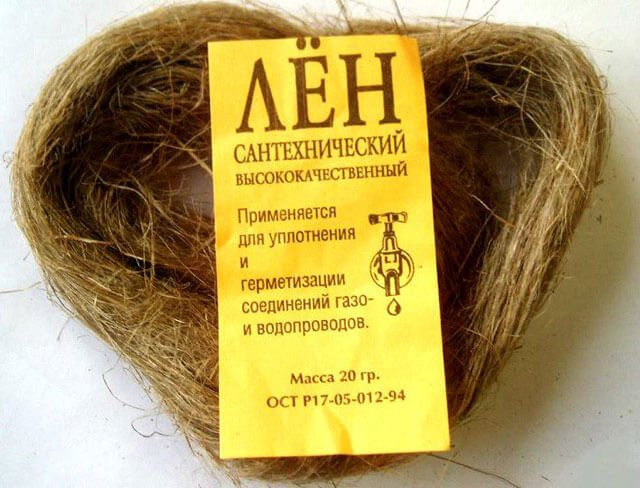 ЛЁН
САНТЕХНИЧЕСКИЙ
ВЫСОКОКАЧЕСТВЕННЫЙ
Применяется
для уплотнения
и
герметизации
соединений газо-
и водопроводов.
Масса 20 гр.
ОСТ Р17-05-012-94